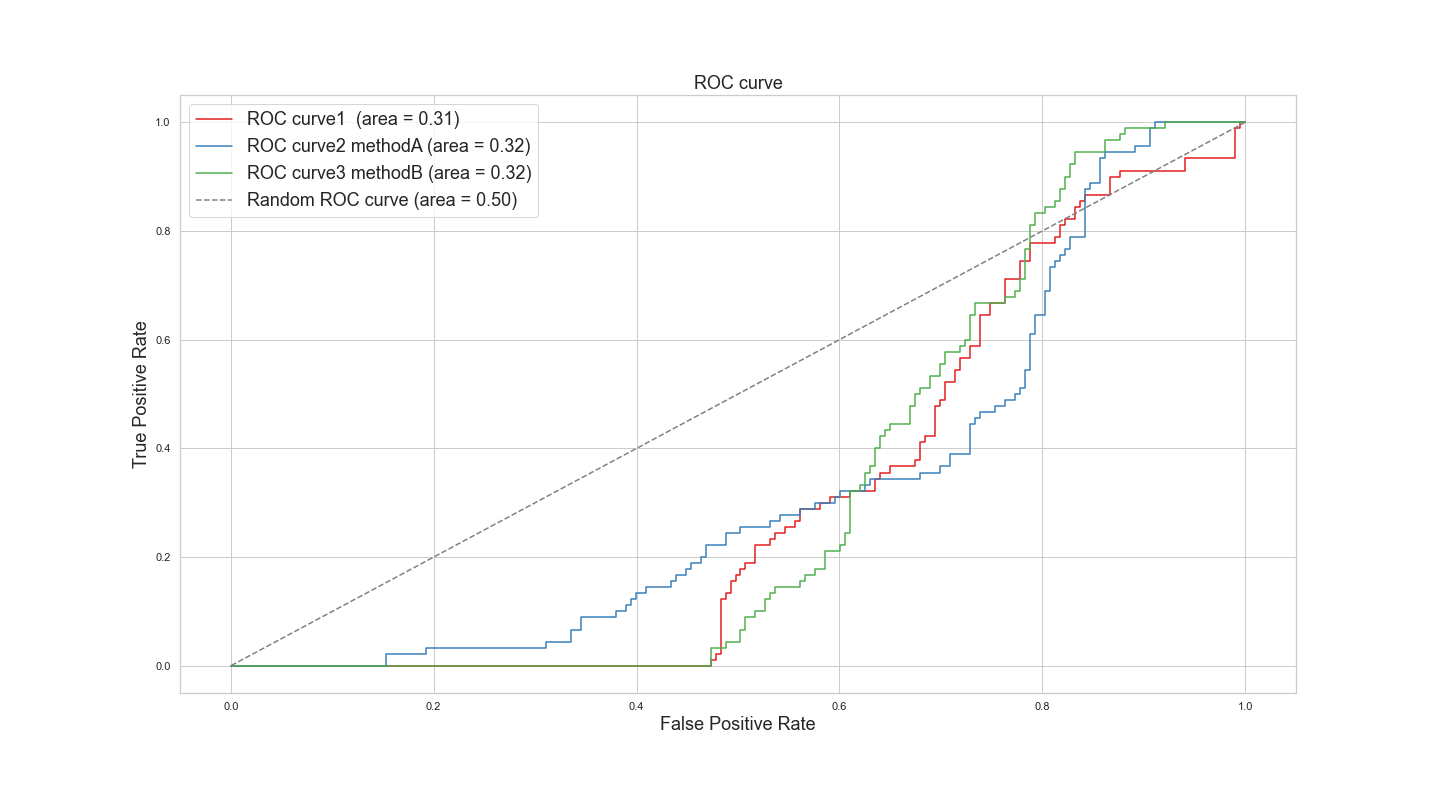 ROC curve
ROC curve1  (area = 0.31)
ROC curve2 methodA (area = 0.32)
ROC curve3 methodB (area = 0.32)
Random ROC curve (area = 0.50)
True Positive Rate
1.0
0.8
0.6
0.4
0.2
0.0
0.0 0.2 0.4 0.6 0.8 1.0
False Positive Rate